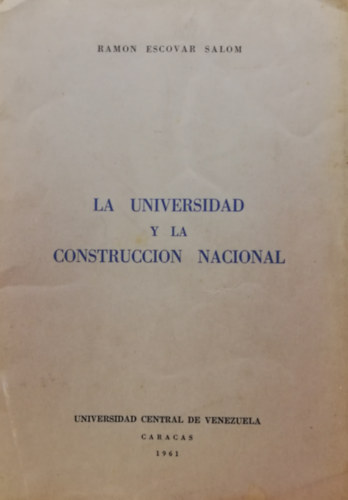 RAMON ESCOVAR SALOM
LA UNIVERSIDAD
Y LA
CONSTRUCCION NACIONAL
UNIVERSIDAD CENTRAL DE VENEZUELA
CARACAS
1961